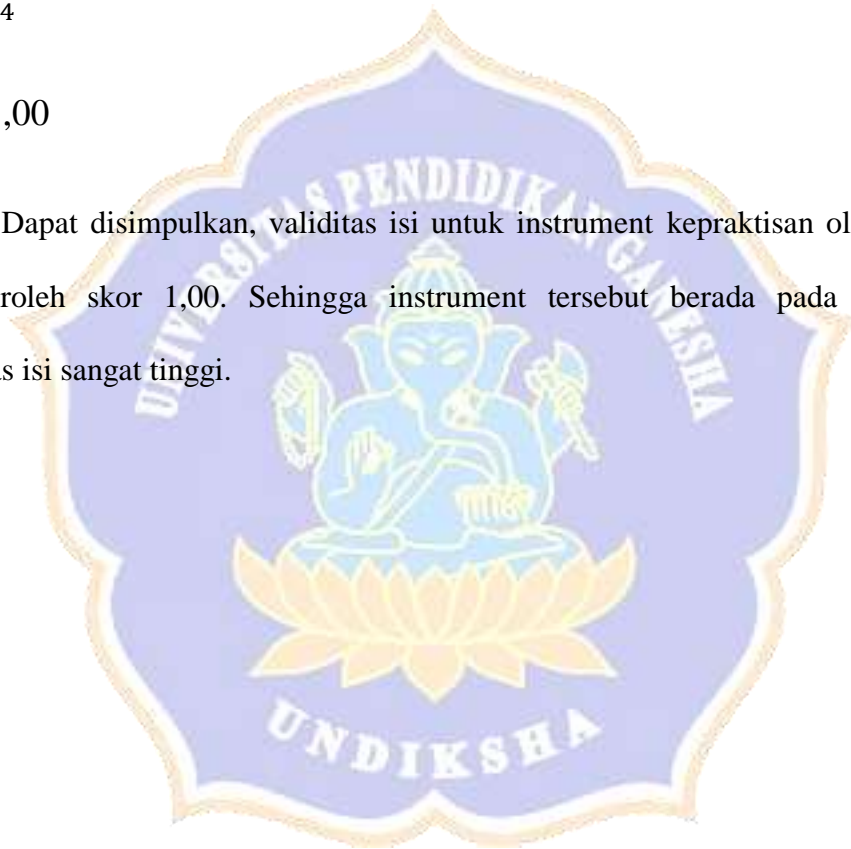 4
,00
Dapat disimpulkan, validitas isi untuk instrument kepraktisan ol
roleh skor 1,00. Sehingga instrument tersebut berada pada
s isi sangat tinggi.
UNIVERSITAS PENDIDIKAN GANESHA
UNDIKSHA